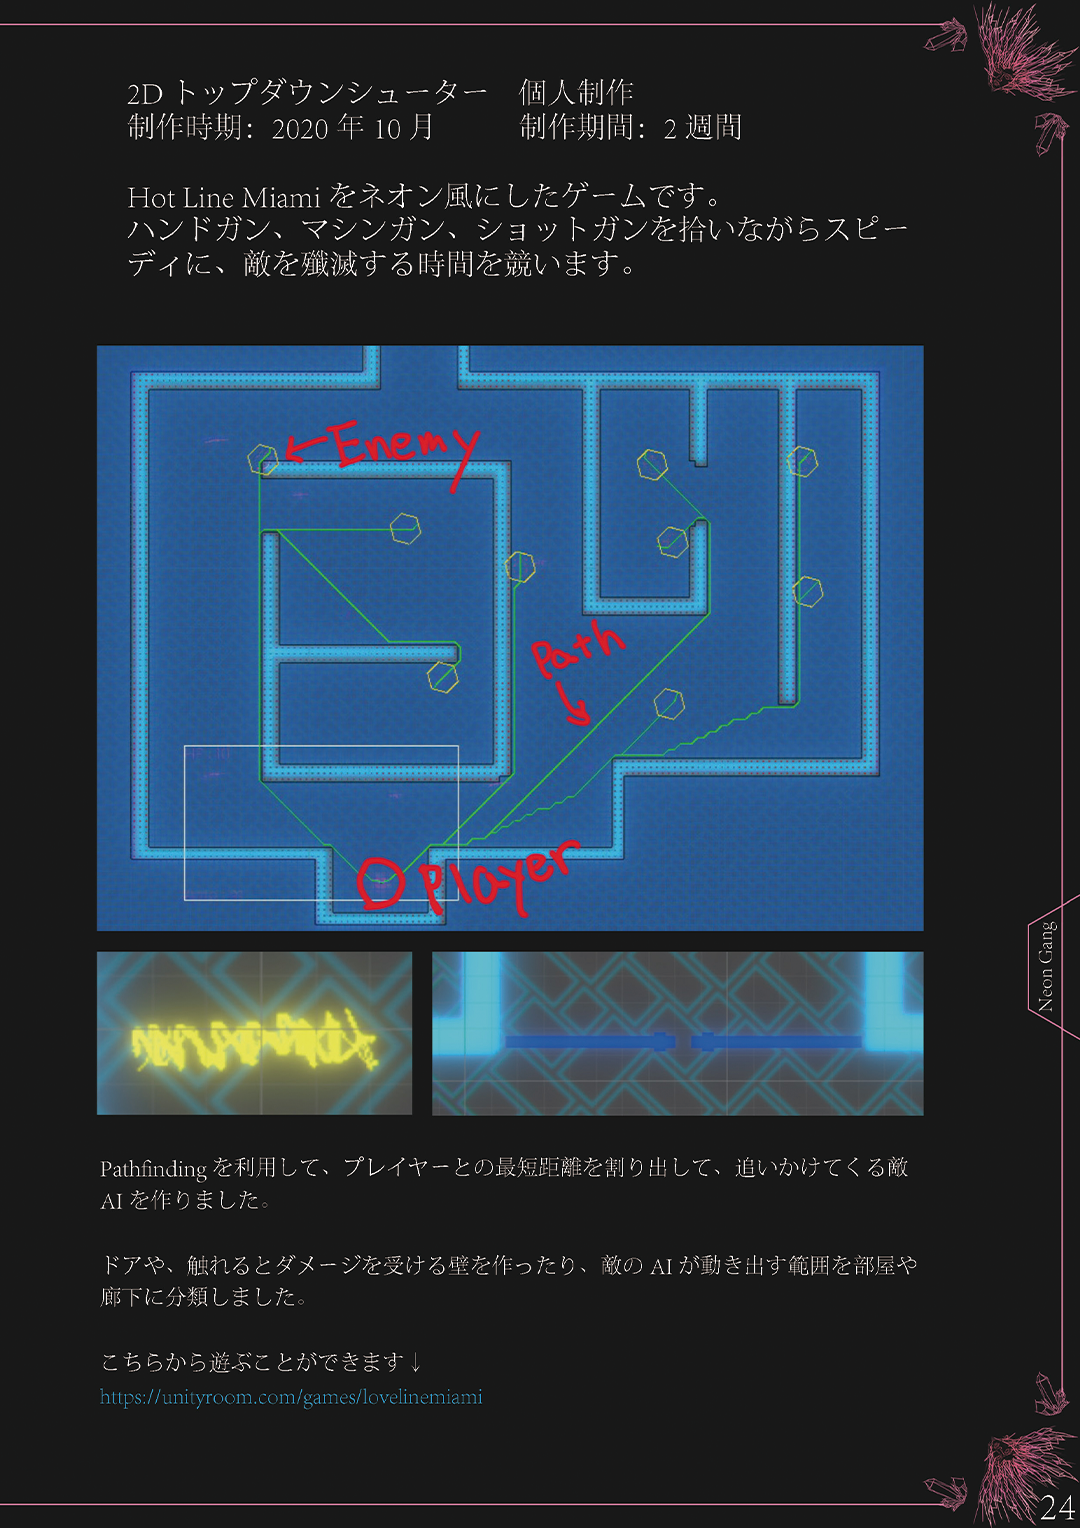 2D トップダウンシューター　個人制作
制作時期：2020 年 10 月　制作期間：2 週間
Hot Line Miami をネオン風にしたゲームです。
ハンドガン、マシンガン、ショットガンを拾いながらスピー
ディに、敵を殲滅する時間を競います。
←Enemy
Path
Player
Neon Gang
Pathfinding を利用して、プレイヤーとの最短距離を割り出して、追いかけてくる敵
AI を作りました。
ドアや、触れるとダメージを受ける壁を作ったり、敵の AI が動き出す範囲を部屋や
廊下に分類しました。
こちらから遊ぶことができます↓
https://unityroom.com/games/lovelinemiami
24